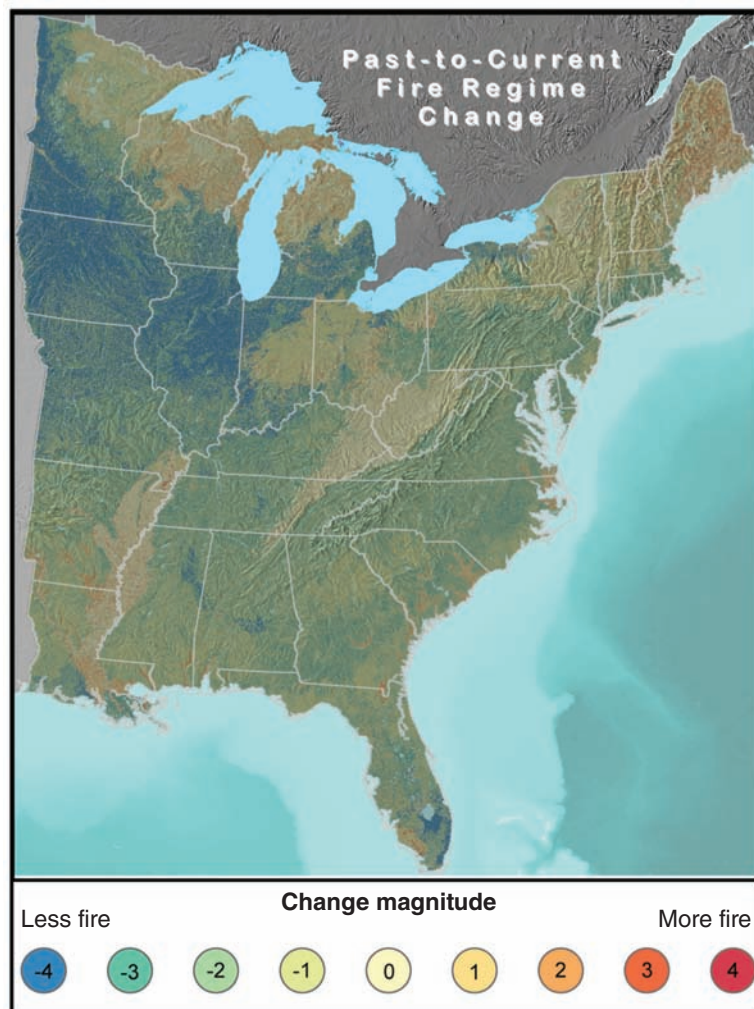 Past-to-Current
Fire Regime
Change
Change magnitude
Less fire
More fire
-4 -3 -2 -1 0 1 2 3 4